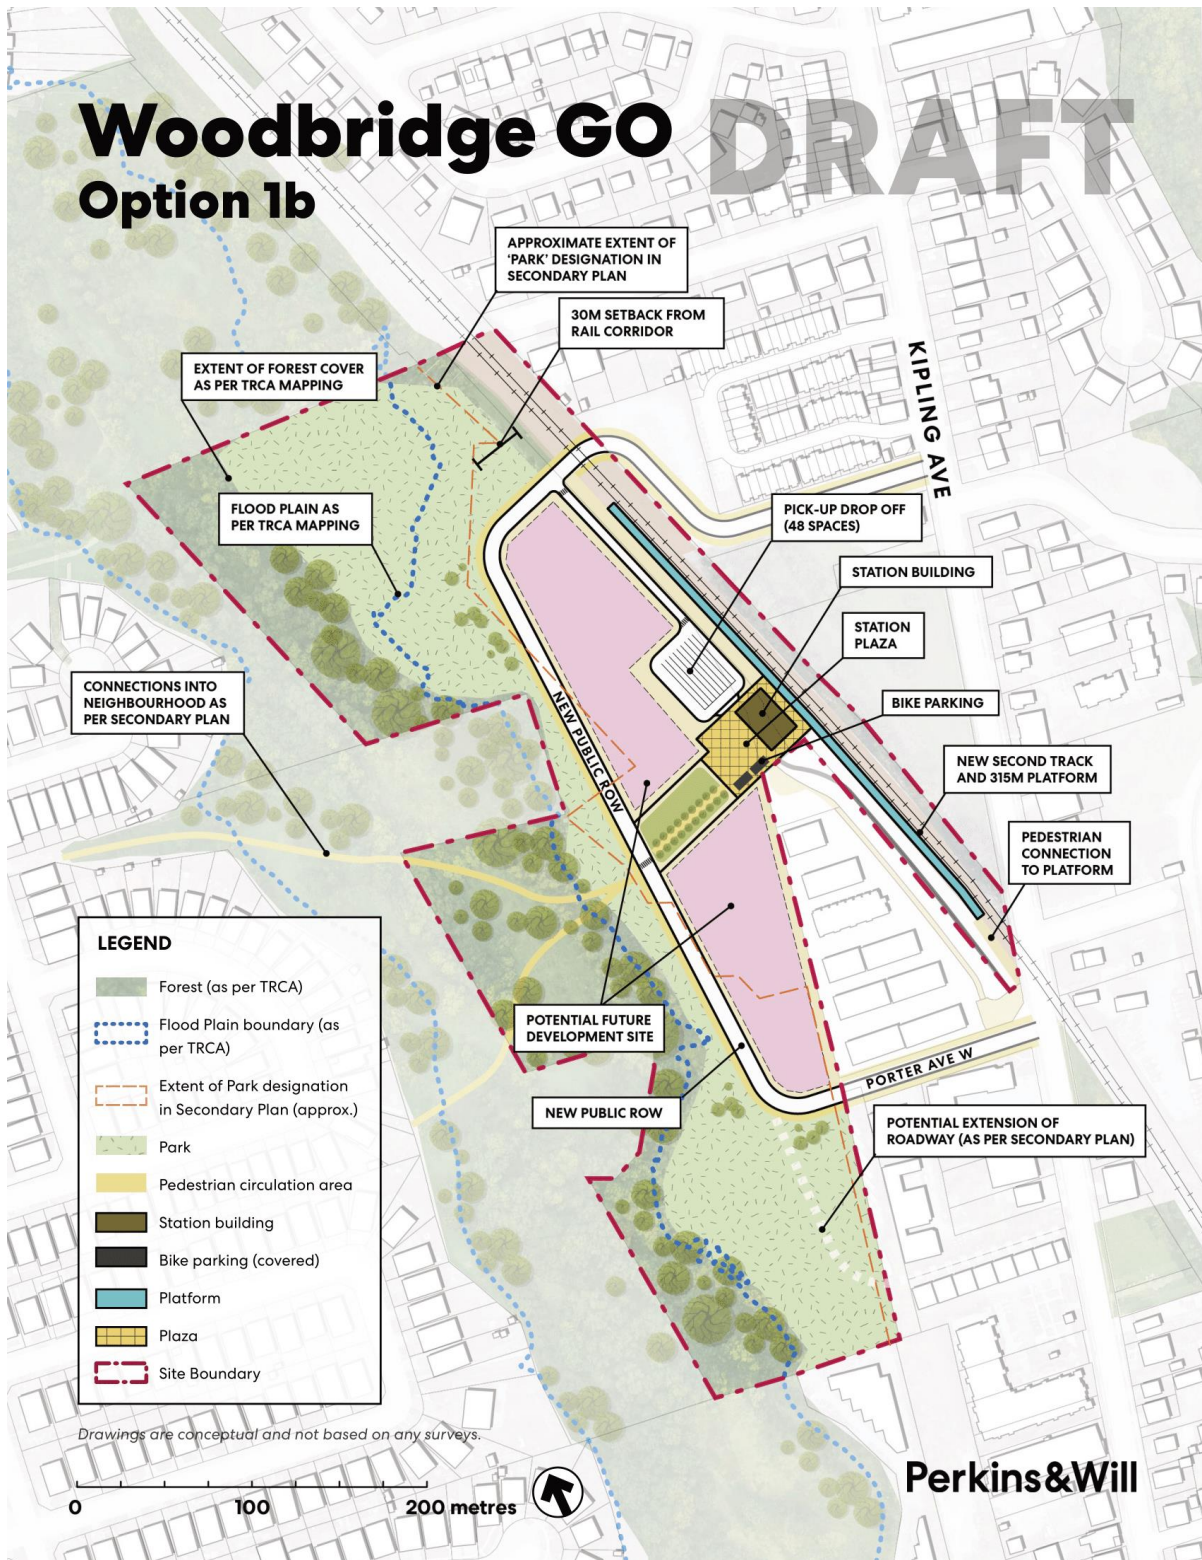 Woodbridge GO
DRAFT
Option 1b
APPROXIMATE EXTENT OF
‘PARK’ DESIGNATION IN
SECONDARY PLAN
30M SETBACK FROM
RAIL CORRIDOR
EXTENT OF FOREST COVER
AS PER TRCA MAPPING
KIPLING AVE
FLOOD PLAIN AS
PER TRCA MAPPING
PICK-UP DROP OFF
(48 SPACES)
STATION BUILDING
STATION
PLAZA
CONNECTIONS INTO
NEIGHBOURHOOD AS
PER SECONDARY PLAN
BIKE PARKING
NEW PUBLIC ROW
NEW SECOND TRACK
AND 315M PLATFORM
PEDESTRIAN
CONNECTION
TO PLATFORM
POTENTIAL FUTURE
DEVELOPMENT SITE
PORTER AVE W
NEW PUBLIC ROW
POTENTIAL EXTENSION OF
ROADWAY (AS PER SECONDARY PLAN)
LEGEND
Forest (as per TRCA)
Flood Plain boundary (as
per TRCA)
Extent of Park designation
in Secondary Plan (approx.)
Park
Pedestrian circulation area
Station building
Bike parking (covered)
Platform
Plaza
Site Boundary
Drawings are conceptual and not based on any surveys.
0 100 200 metres
Perkins&Will